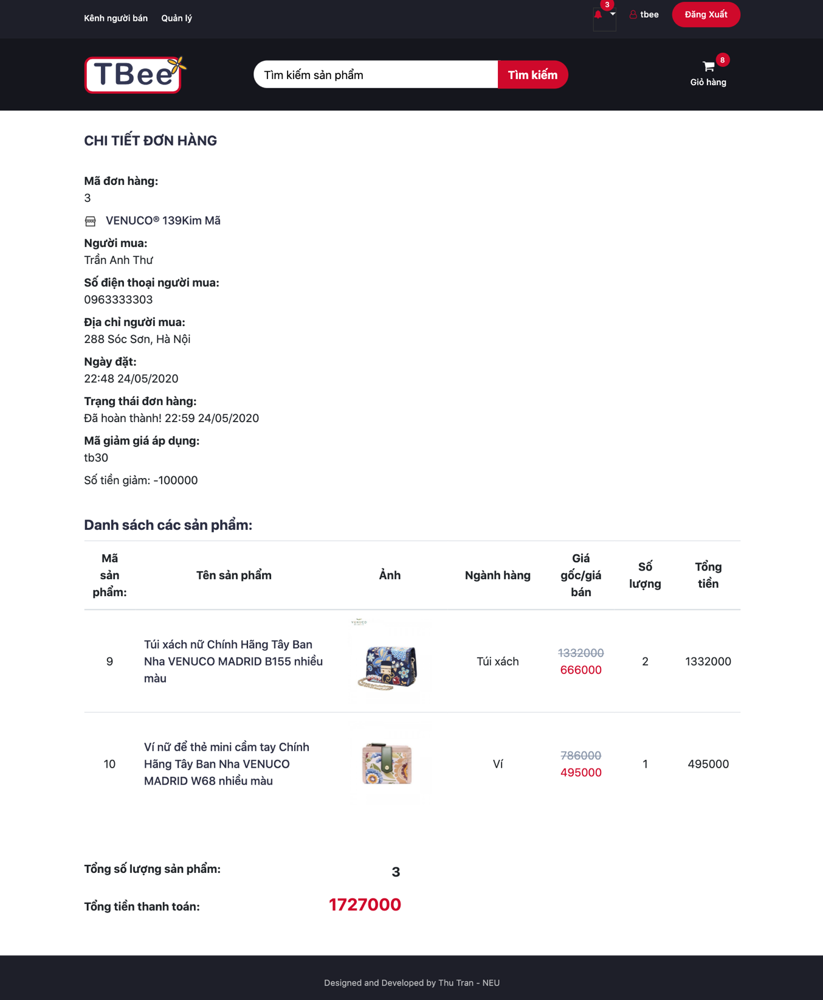 Kênh người bán Quản lý 3 tbee Đăng Xuất
TBee Tìm kiếm sản phẩm Tìm kiếm 8
Giỏ hàng
CHI TIẾT ĐƠN HÀNG
Mã đơn hàng:
3
VENUCO® 139Kim Mã
Người mua:
Trần Anh Thư
Số điện thoại người mua:
0963333303
Địa chỉ người mua:
288 Sóc Sơn, Hà Nội
Ngày đặt:
22:48 24/05/2020
Trạng thái đơn hàng:
Đã hoàn thành! 22:59 24/05/2020
Mã giảm giá áp dụng:
tb30
Số tiền giảm: -100000
Danh sách các sản phẩm:
Mã
sản
phẩm:
Tên sản phẩm
Ảnh
Ngành hàng
Giá
gốc/giá
bán
Số
lượng
Tổng
tiền
9
Túi xách nữ Chính Hãng Tây Ban
Nha VENUCO MADRID B155 nhiều
màu
VENUCO
Túi xách
1332000
666000
2
1332000
10
Ví nữ để thẻ mini cầm tay Chính
Hãng Tây Ban Nha VENUCO
MADRID W68 nhiều màu
Ví
786000
495000
1
495000
Tổng số lượng sản phẩm: 3
Tổng tiền thanh toán: 1727000
Designed and Developed by Thu Tran - NEU